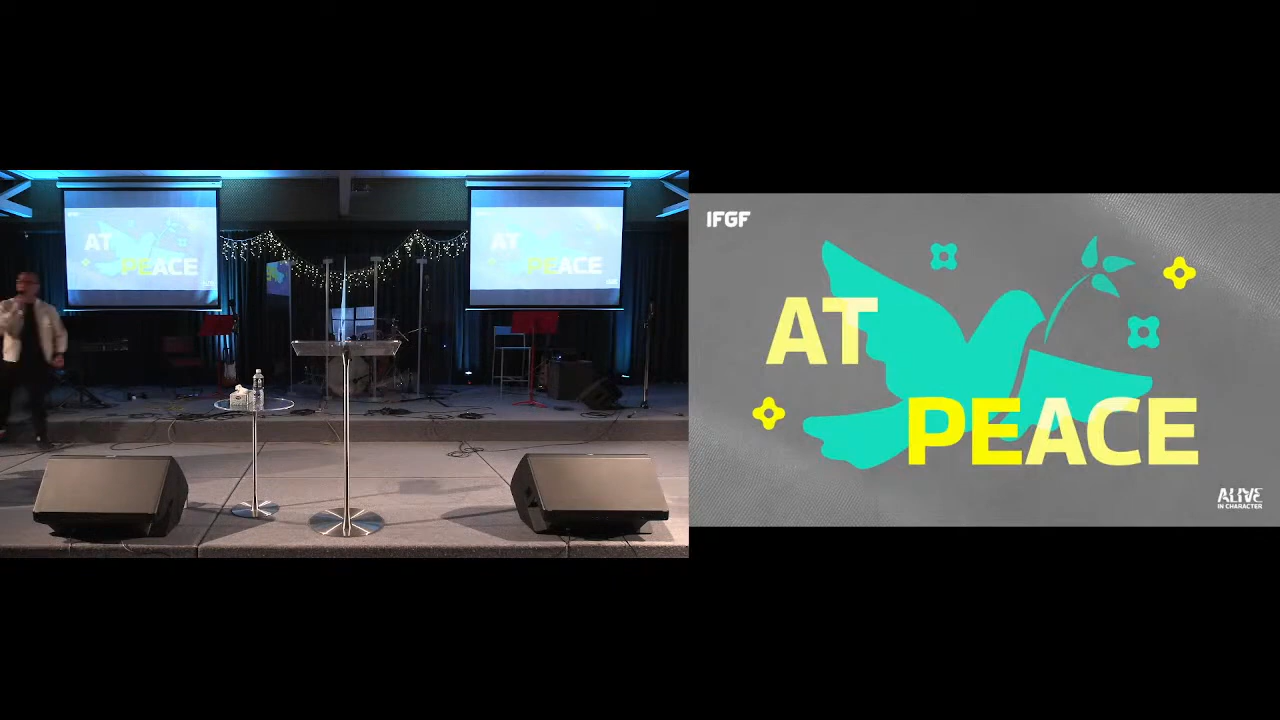 AT
PEACE
AT
PEACE
IFGF
AT
PEACE
ALIVE
IN CHARACTER